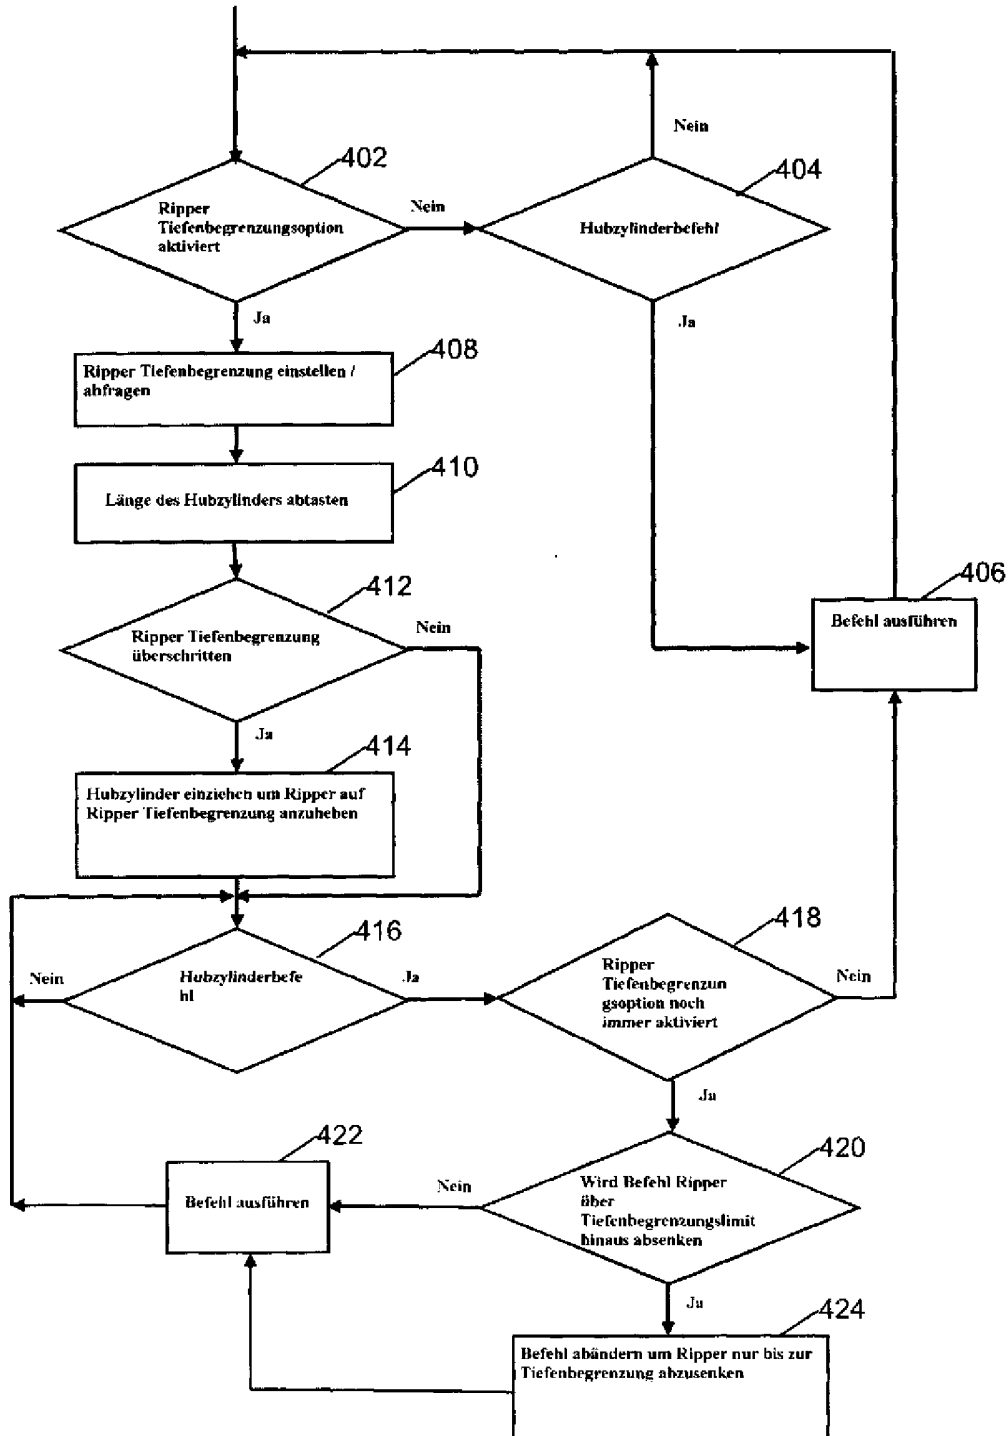 Nein
402
404
Ripper
Tiefenbegrenzungsoption
aktiviert
Nein
Hubzylinderbefehl
Ja
Ja
408
Ripper Tiefenbegrenzung einstellen /
abfragen
410
Länge des Hubzylinders abtasten
406
Befehl ausführen
412
Ripper Tiefenbegrenzung
überschritten
Nein
Ja
414
Hubzylinder einziehen um Ripper auf
Ripper Tiefenbegrenzung anzuheben
416
Nein
Hubzylinderbefe
hl
Ja
418
Ripper
Tiefenbegrenzun
gsoption noch
immer aktiviert
Nein
Ja
422
Befehl ausführen
Nein
420
Wird Befehl Ripper
über
Tiefenbegrenzungslimit
hinaus absenken
Ja
424
Befehl abändern um Ripper nur bis zur
Tiefenbegrenzung abzusenken